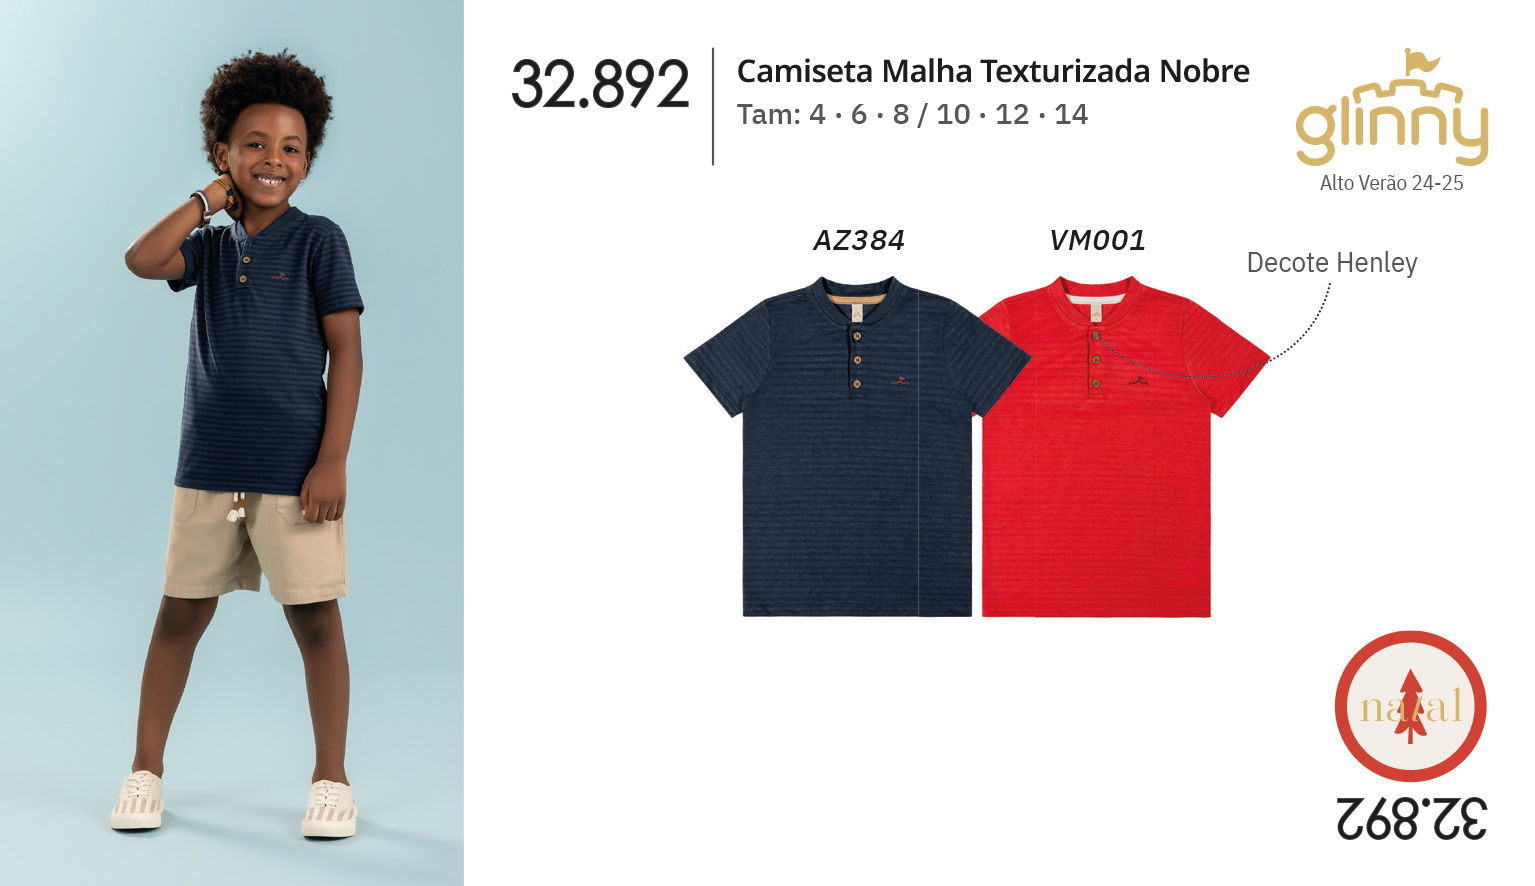 32.892
Camiseta Malha Texturizada Nobre
Tam: 4 · 6 · 8 / 10 · 12 · 14
glinny
Alto Verão 24-25
AZ384
VM001
Decote Henley
natal
32.892